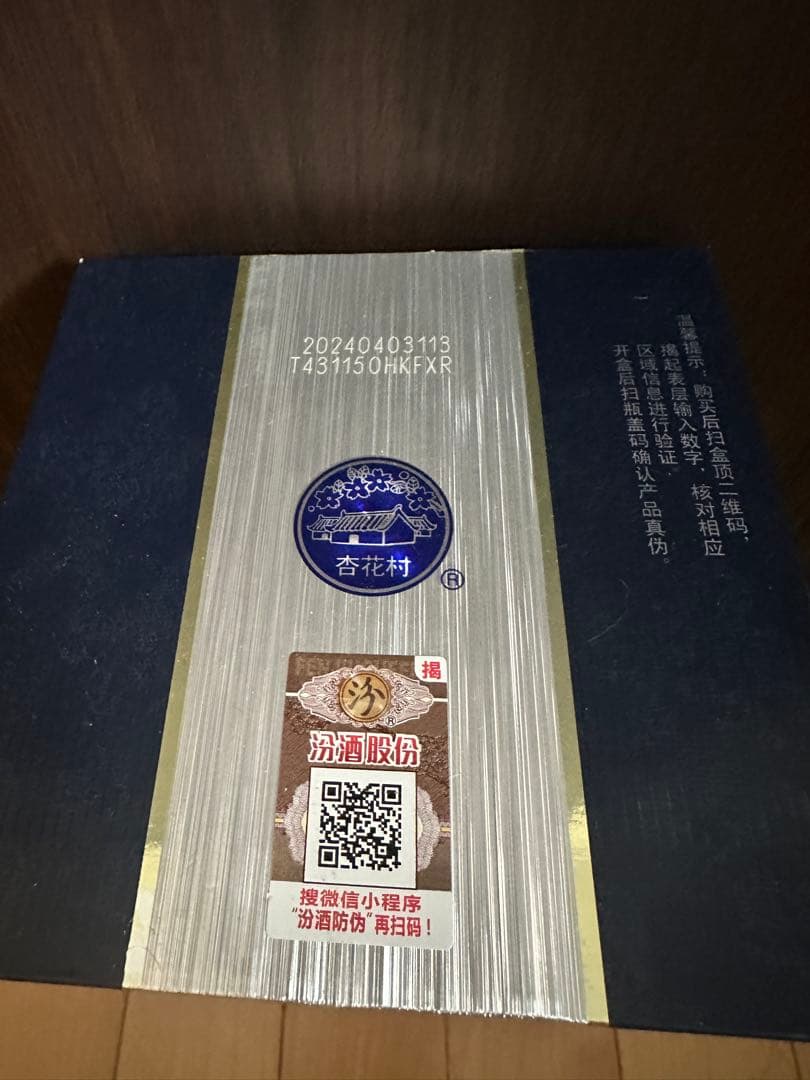 20240403113
T431150HKFXR
温馨提示：购买后扫盒顶二维码，
揭起表层输入数字，核对相应
区域信息进行验证，
开盒后扫瓶盖码确认产品真伪。
杏花村
®
揭
汾
®
汾酒股份
搜微信小程序
“汾酒防伪”再扫码！